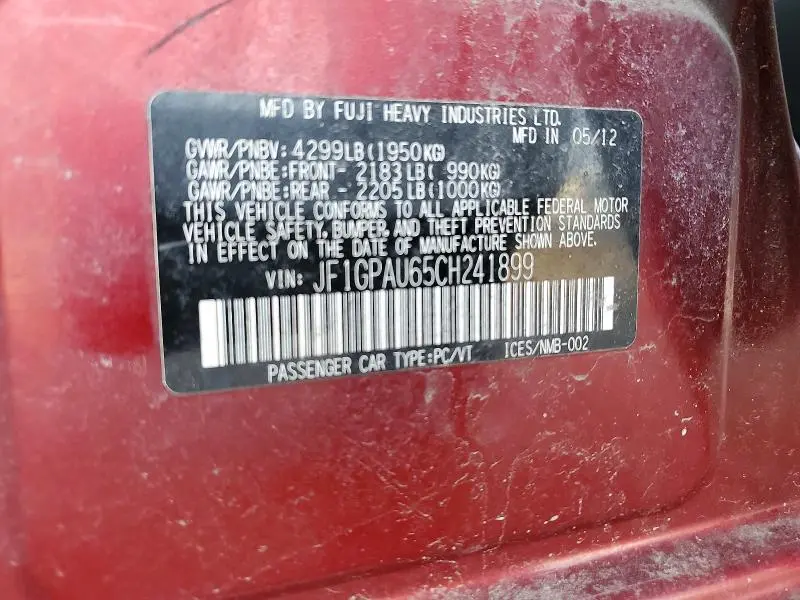 MFD BY FUJI HEAVY INDUSTRIES LTD.
MFD IN 05/12
GVWR/PNBV: 4299LB(1950KG)
GAWR/PNBE:FRONT- 2183LB( 990KG)
GAWR/PNBE:REAR - 2205LB(1000KG)
THIS VEHICLE CONFORMS TO ALL APPLICABLE FEDERAL MOTOR
VEHICLE SAFETY, BUMPER, AND THEFT PREVENTION STANDARDS
IN EFFECT ON THE DATE OF MANUFACTURE SHOWN ABOVE.
VIN: JF1GPAU65CH241899
PASSENGER CAR TYPE:PC/VT ICES/NMB-002